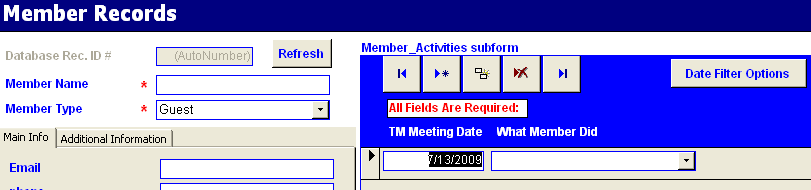 Member Records
Database Rec. ID #
(AutoNumber)
Refresh
Member Name *
Member Type * Guest
Main Info
Additional Information
Email
phone
Member_Activities subform
Date Filter Options
All Fields Are Required:
TM Meeting Date What Member Did
7/13/2009